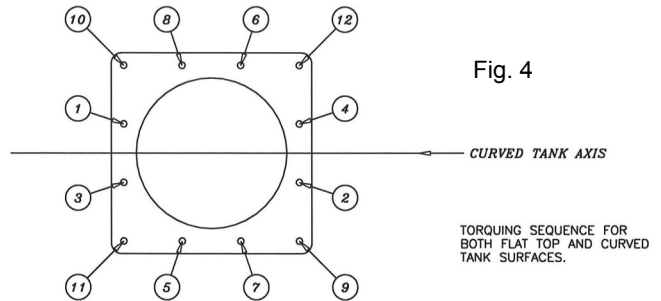 10 8 6 12
Fig. 4
1 4
CURVED TANK AXIS
3 2
TORQUING SEQUENCE FOR
BOTH FLAT TOP AND CURVED
TANK SURFACES.
11 5 7 9